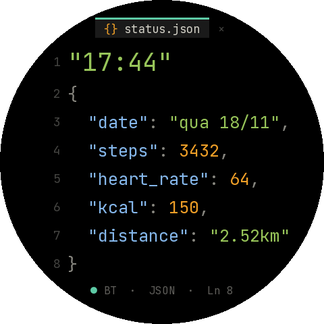 {} status.json ×
1 "17:44"
2 {
3 "date": "qua 18/11",
4 "steps": 3432,
5 "heart_rate": 64,
6 "kcal": 150,
7 "distance": "2.52km"
8 }
● BT · JSON · Ln 8